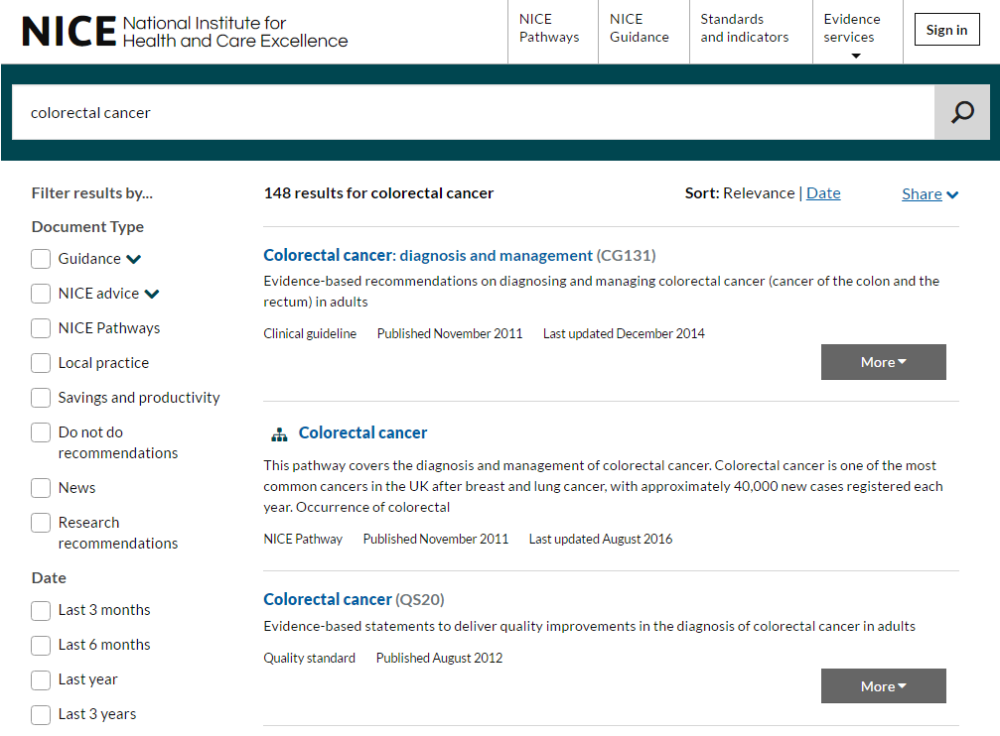 NICE National Institute for
Health and Care Excellence
NICE
Pathways
NICE
Guidance
Standards
and indicators
Evidence
services
Sign in
colorectal cancer
Filter results by...
Document Type
Guidance
NICE advice
NICE Pathways
Local practice
Savings and productivity
Do not do
recommendations
News
Research
recommendations
Date
Last 3 months
Last 6 months
Last year
Last 3 years
148 results for colorectal cancer
Sort: Relevance | Date
Share
Colorectal cancer: diagnosis and management (CG131)
Evidence-based recommendations on diagnosing and managing colorectal cancer (cancer of the colon and the
rectum) in adults
Clinical guideline Published November 2011 Last updated December 2014
More
Colorectal cancer
This pathway covers the diagnosis and management of colorectal cancer. Colorectal cancer is one of the most
common cancers in the UK after breast and lung cancer, with approximately 40,000 new cases registered each
year. Occurrence of colorectal
NICE Pathway Published November 2011 Last updated August 2016
Colorectal cancer (QS20)
Evidence-based statements to deliver quality improvements in the diagnosis of colorectal cancer in adults
Quality standard Published August 2012
More